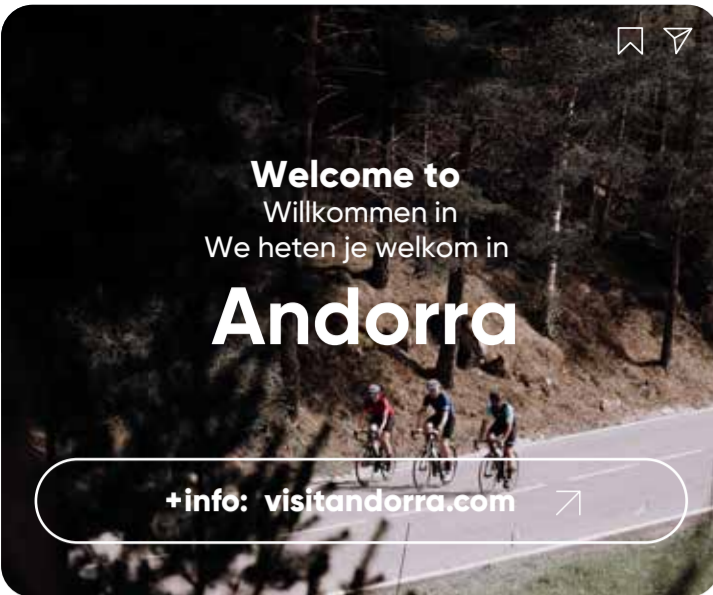 Welcome to
Willkommen in
We heten je welkom in
Andorra
+info: visitandorra.com